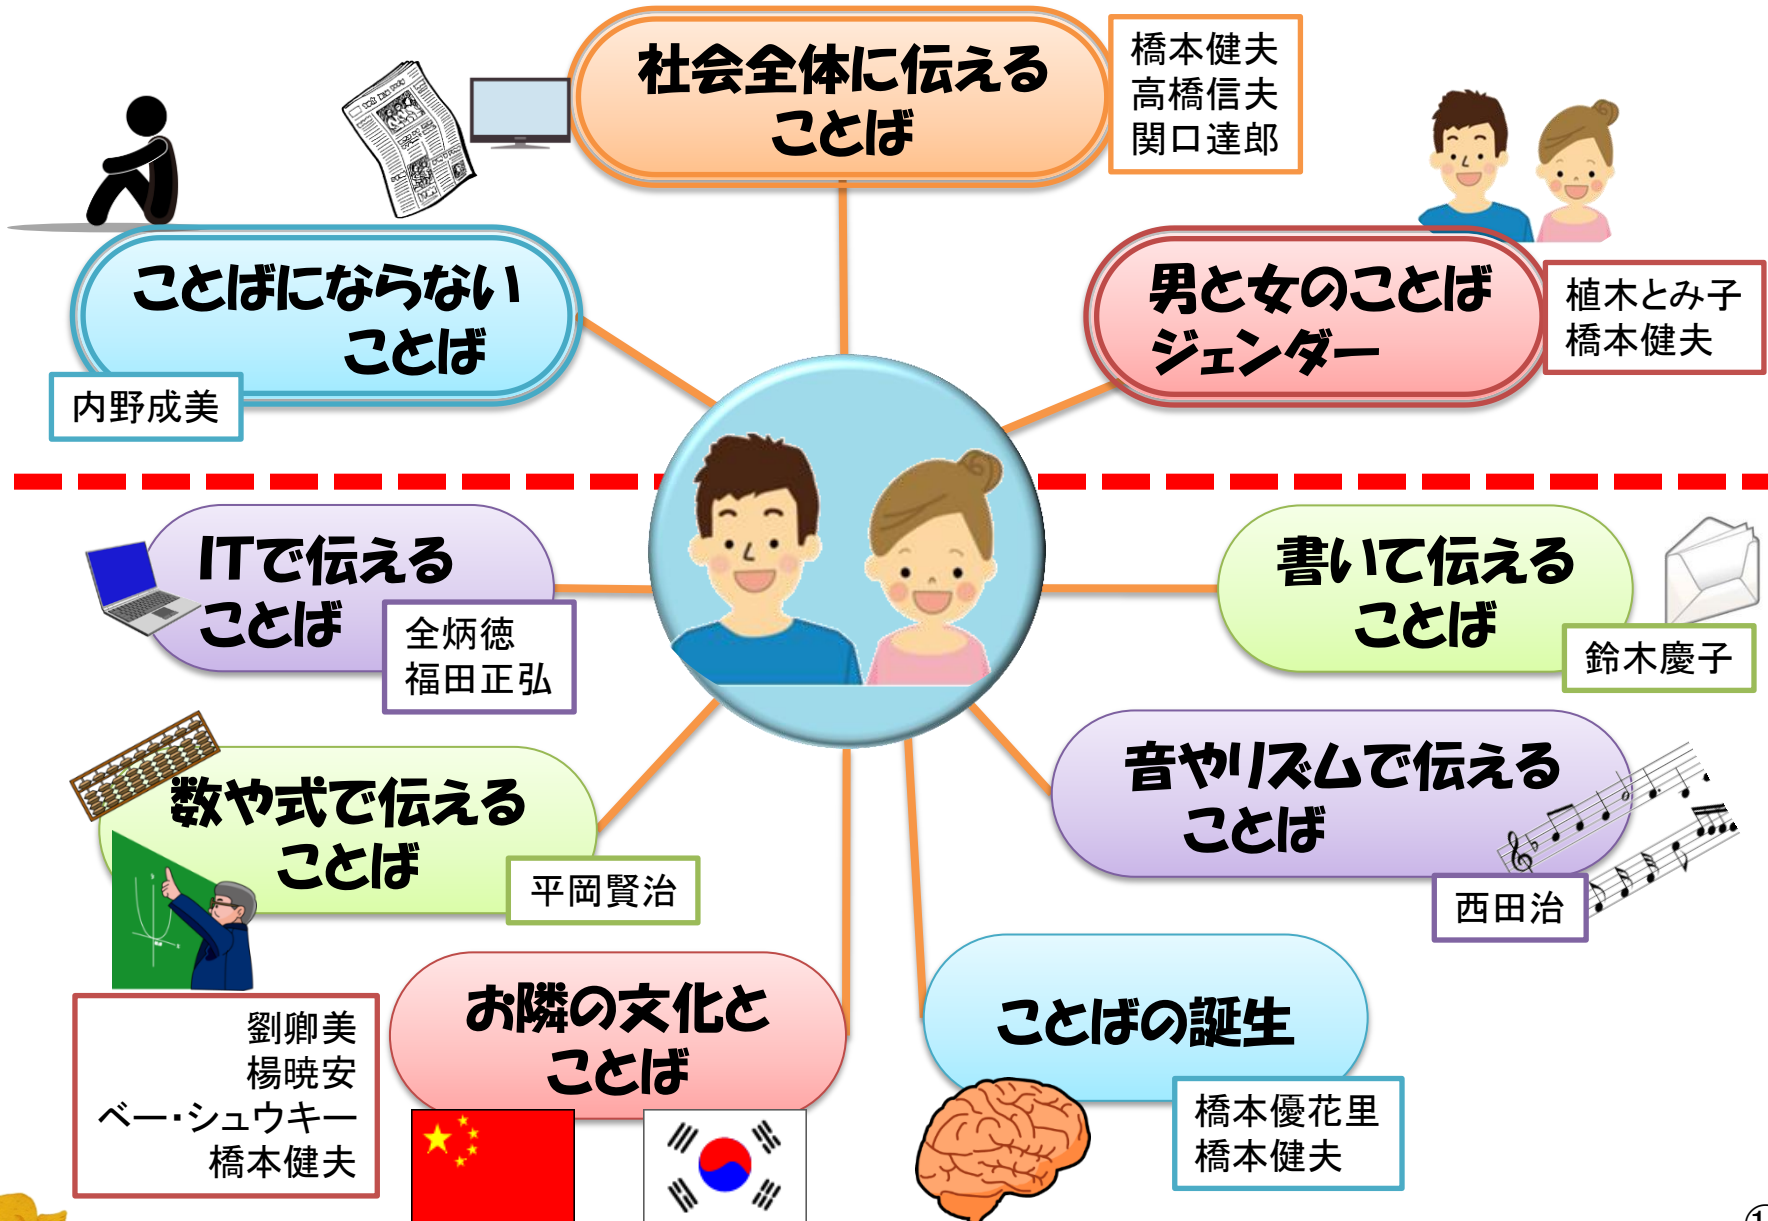 社会全体に伝える
ことば
橋本健夫
高橋信夫
関口達郎
ことばにならない
ことば
内野成美
男と女のことば
ジェンダー
植木とみ子
橋本健夫
ITで伝える
ことば
全炳徳
福田正弘
書いて伝える
ことば
鈴木慶子
数や式で伝える
ことば
平岡賢治
音やリズムで伝える
ことば
西田治
お隣の文化と
ことば
劉卿美
楊暁安
ベー・シュウキー
橋本健夫
ことばの誕生
橋本優花里
橋本健夫